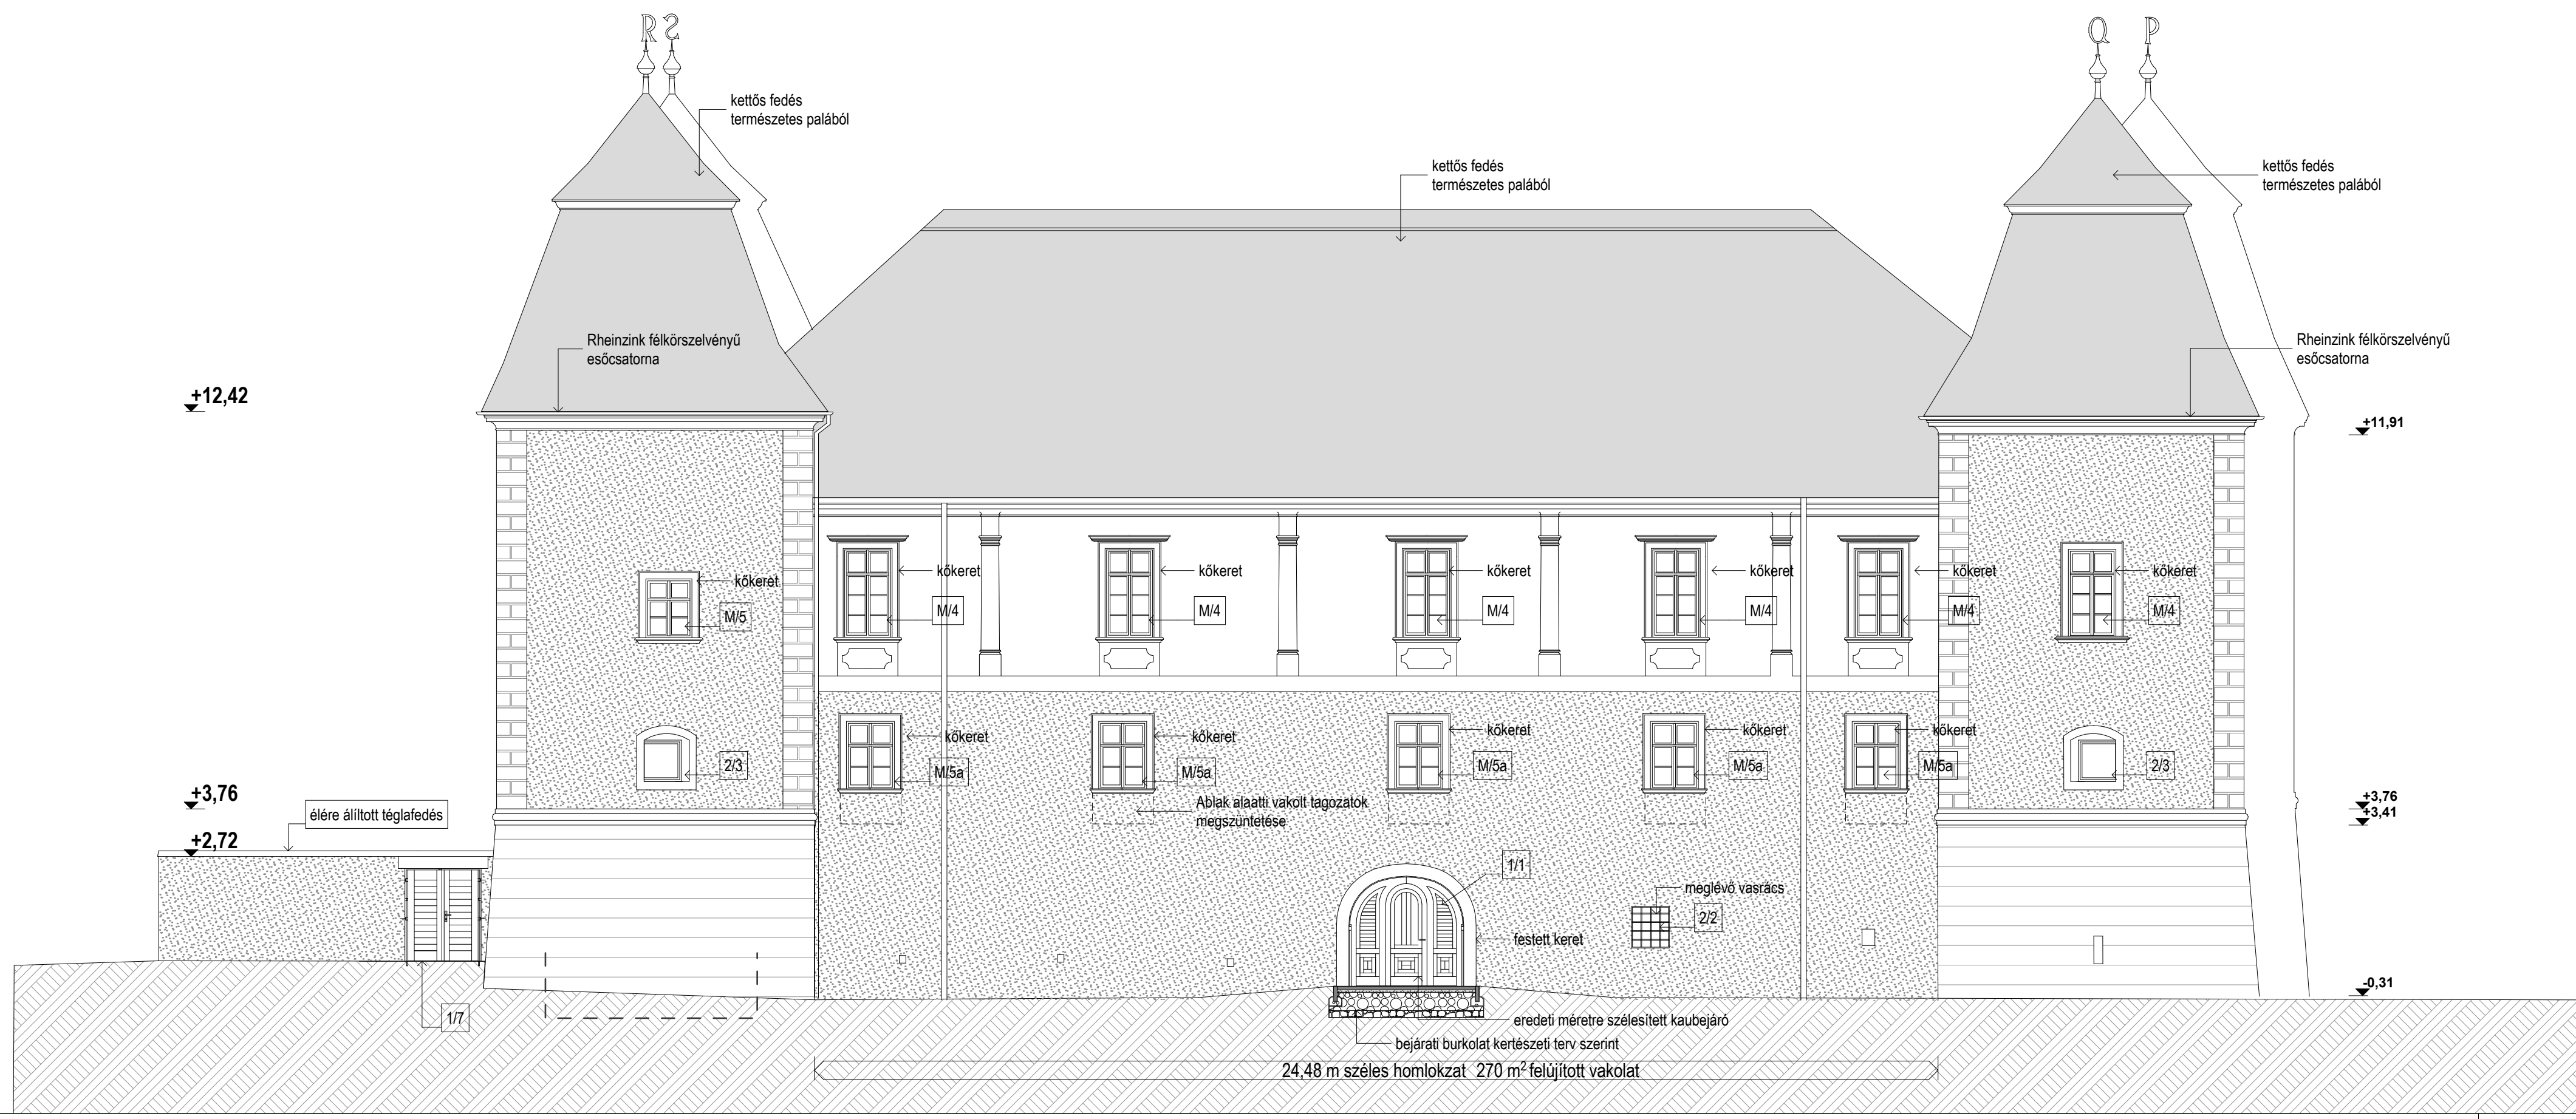 R S
Q P
kettős fedés
természetes palából
kettős fedés
természetes palából
kettős fedés
természetes palából
Rheinzink félkörszelvényű
esőcsatorna
Rheinzink félkörszelvényű
esőcsatorna
+12,42
+11,91
kőkeret
kőkeret
kőkeret
kőkeret
kőkeret
kőkeret
kőkeret
M/5
M/4
M/4
M/4
M/4
M/4
M/4
kőkeret
kőkeret
kőkeret
kőkeret
kőkeret
2/3
M/5a
M/5a
M/5a
M/5a
M/5a
2/3
+3,76
+3,76
+3,41
élére álíltott téglafedés
Ablak alaatti vakolt tagozatok
megszüntetése
+2,72
1/1
meglévő vasrács
2/2
festett keret
-0,31
1/7
eredeti méretre szélesített kaubejáró
bejárati burkolat kertészeti terv szerint
24,48 m széles homlokzat 270 m² felújított vakolat